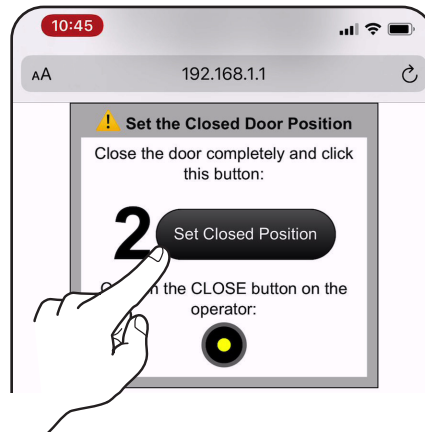 10:45
AA 192.168.1.1
Set the Closed Door Position
Close the door completely and click
this button:
2 Set Closed Position
the CLOSE button on the
operator: